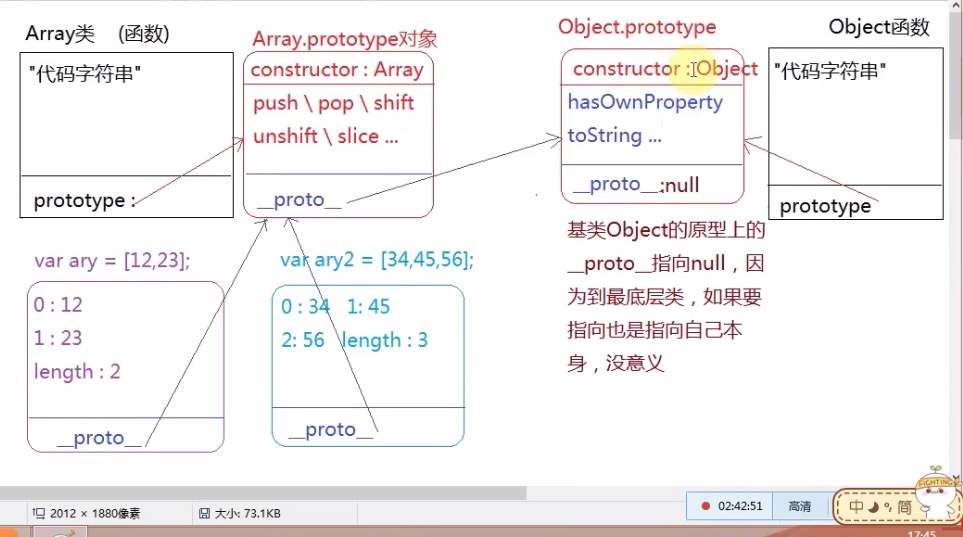 Array类 (函数)
Array.prototype对象
Object.prototype
Object函数
"代码字符串"
prototype :
constructor : Array
push \ pop \ shift
unshift \ slice ...
__proto__
constructor : Object
hasOwnProperty
toString ...
__proto__:null
"代码字符串"
prototype
基类Object的原型上的
__proto__指向null，因
为到最底层类，如果要
指向也是指向自己本
身，没意义
var ary = [12,23];
0 : 12
1 : 23
length : 2
__proto__
var ary2 = [34,45,56];
0 : 34 1: 45
2: 56 length : 3
__proto__
2012 × 1880像素
大小: 73.1KB
02:42:51
高清
FIGHTING
中 简
17:45